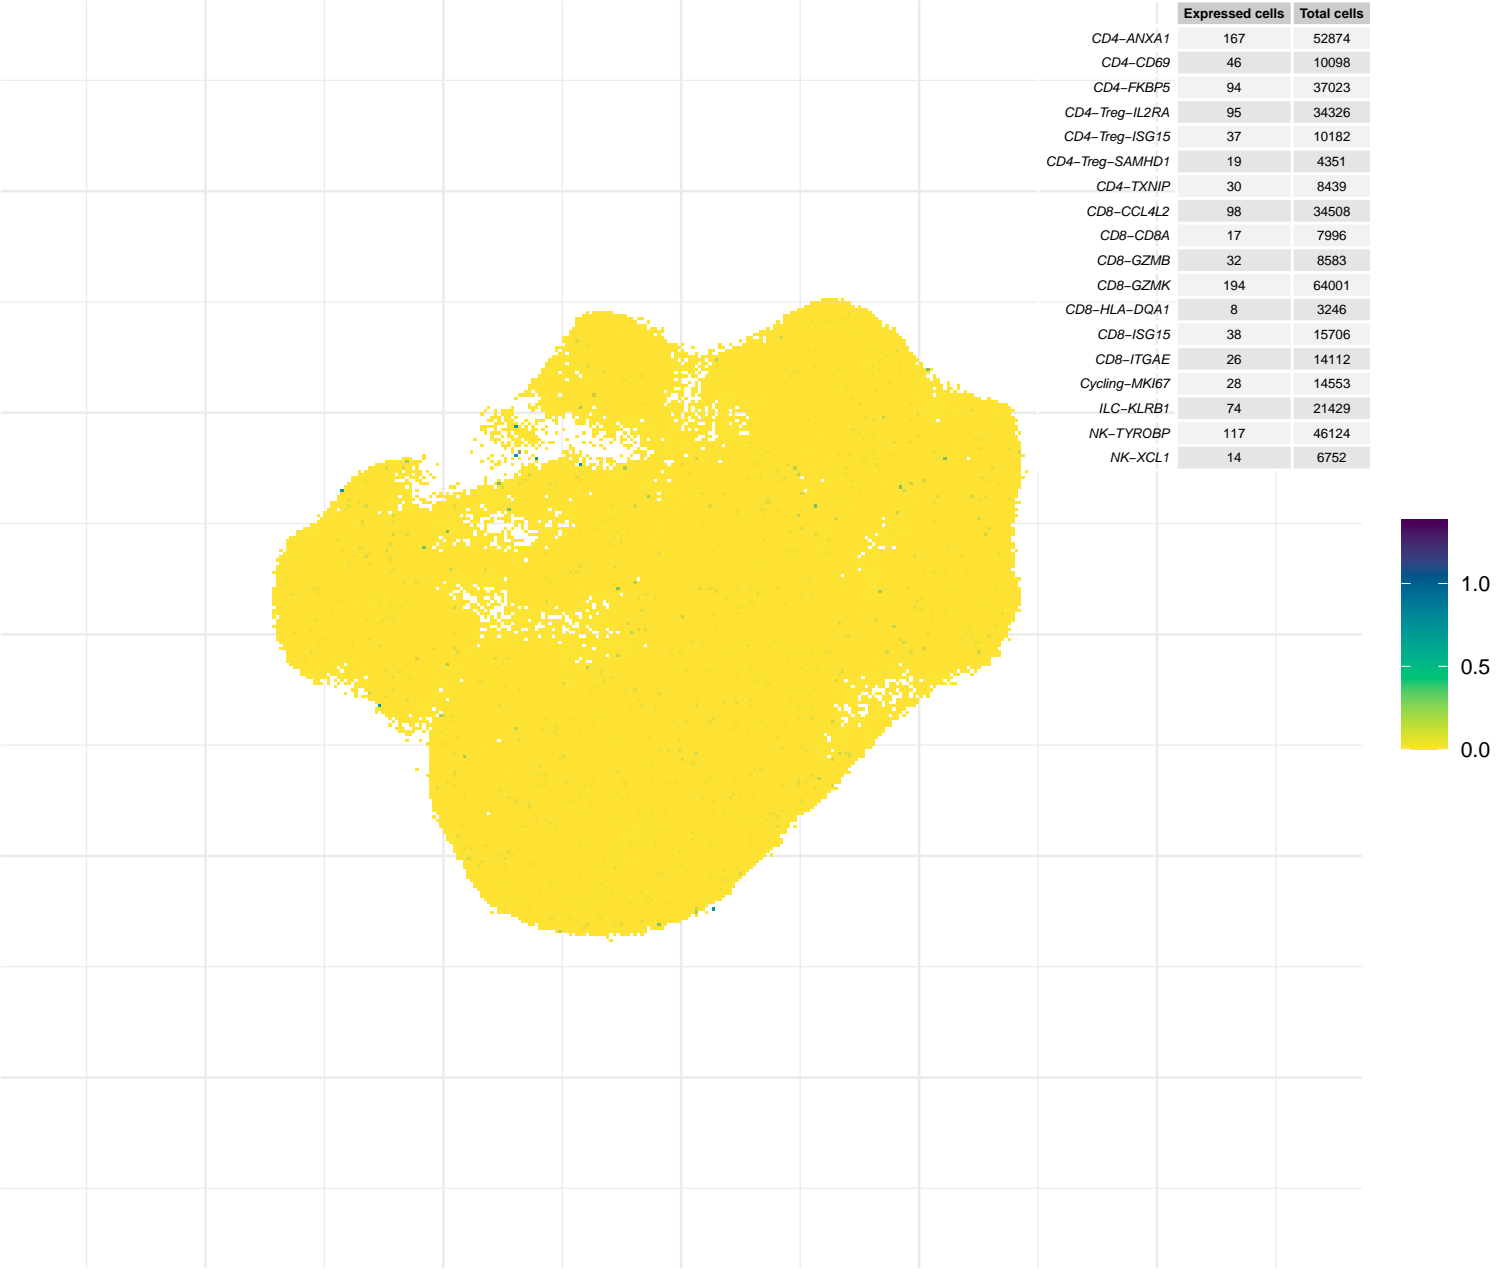 Expressed cells Total cells
CD4−ANXA1 167 52874
CD4−CD69 46 10098
CD4−FKBP5 94 37023
CD4−Treg−IL2RA 95 34326
CD4−Treg−ISG15 37 10182
CD4−Treg−SAMHD1 19 4351
CD4−TXNIP 30 8439
CD8−CCL4L2 98 34508
CD8−CD8A 17 7996
CD8−GZMB 32 8583
CD8−GZMK 194 64001
CD8−HLA−DQA1 8 3246
CD8−ISG15 38 15706
CD8−ITGAE 26 14112
Cycling−MKI67 28 14553
ILC−KLRB1 74 21429
NK−TYROBP 117 46124
NK−XCL1 14 6752
1.0
0.5
0.0